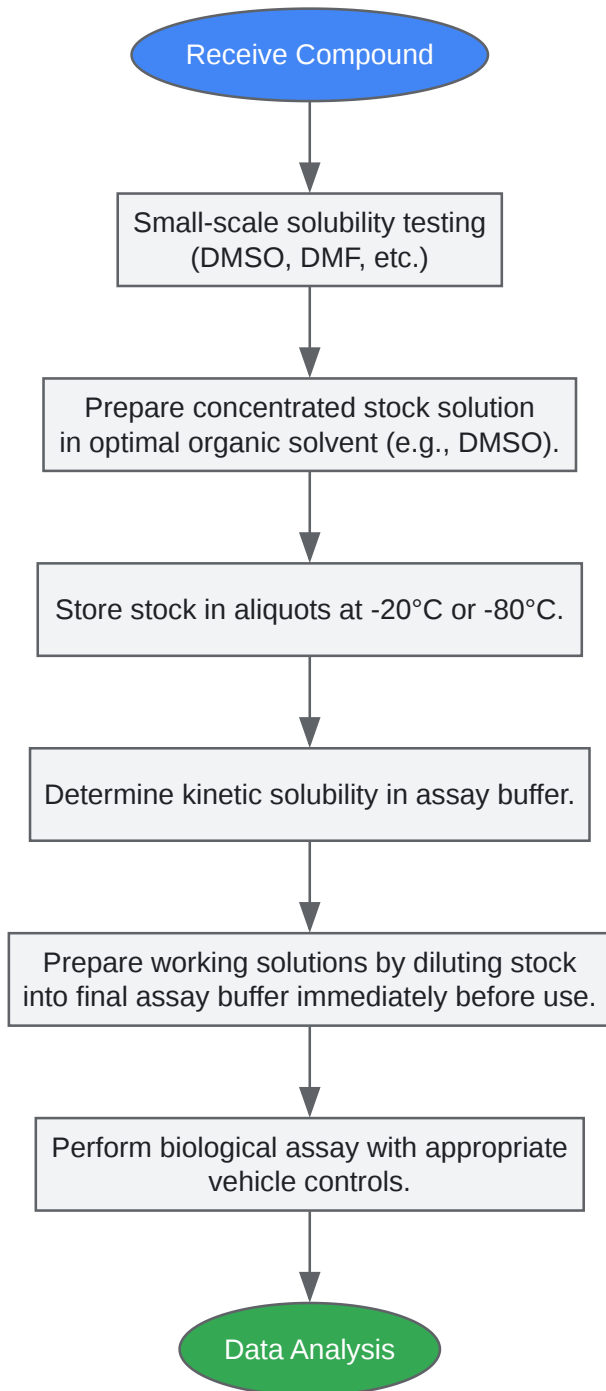 Receive Compound
Small-scale solubility testing
(DMSO, DMF, etc.)
Prepare concentrated stock solution
in optimal organic solvent (e.g., DMSO).
Store stock in aliquots at -20°C or -80°C.
Determine kinetic solubility in assay buffer.
Prepare working solutions by diluting stock
into final assay buffer immediately before use.
Perform biological assay with appropriate
vehicle controls.
Data Analysis